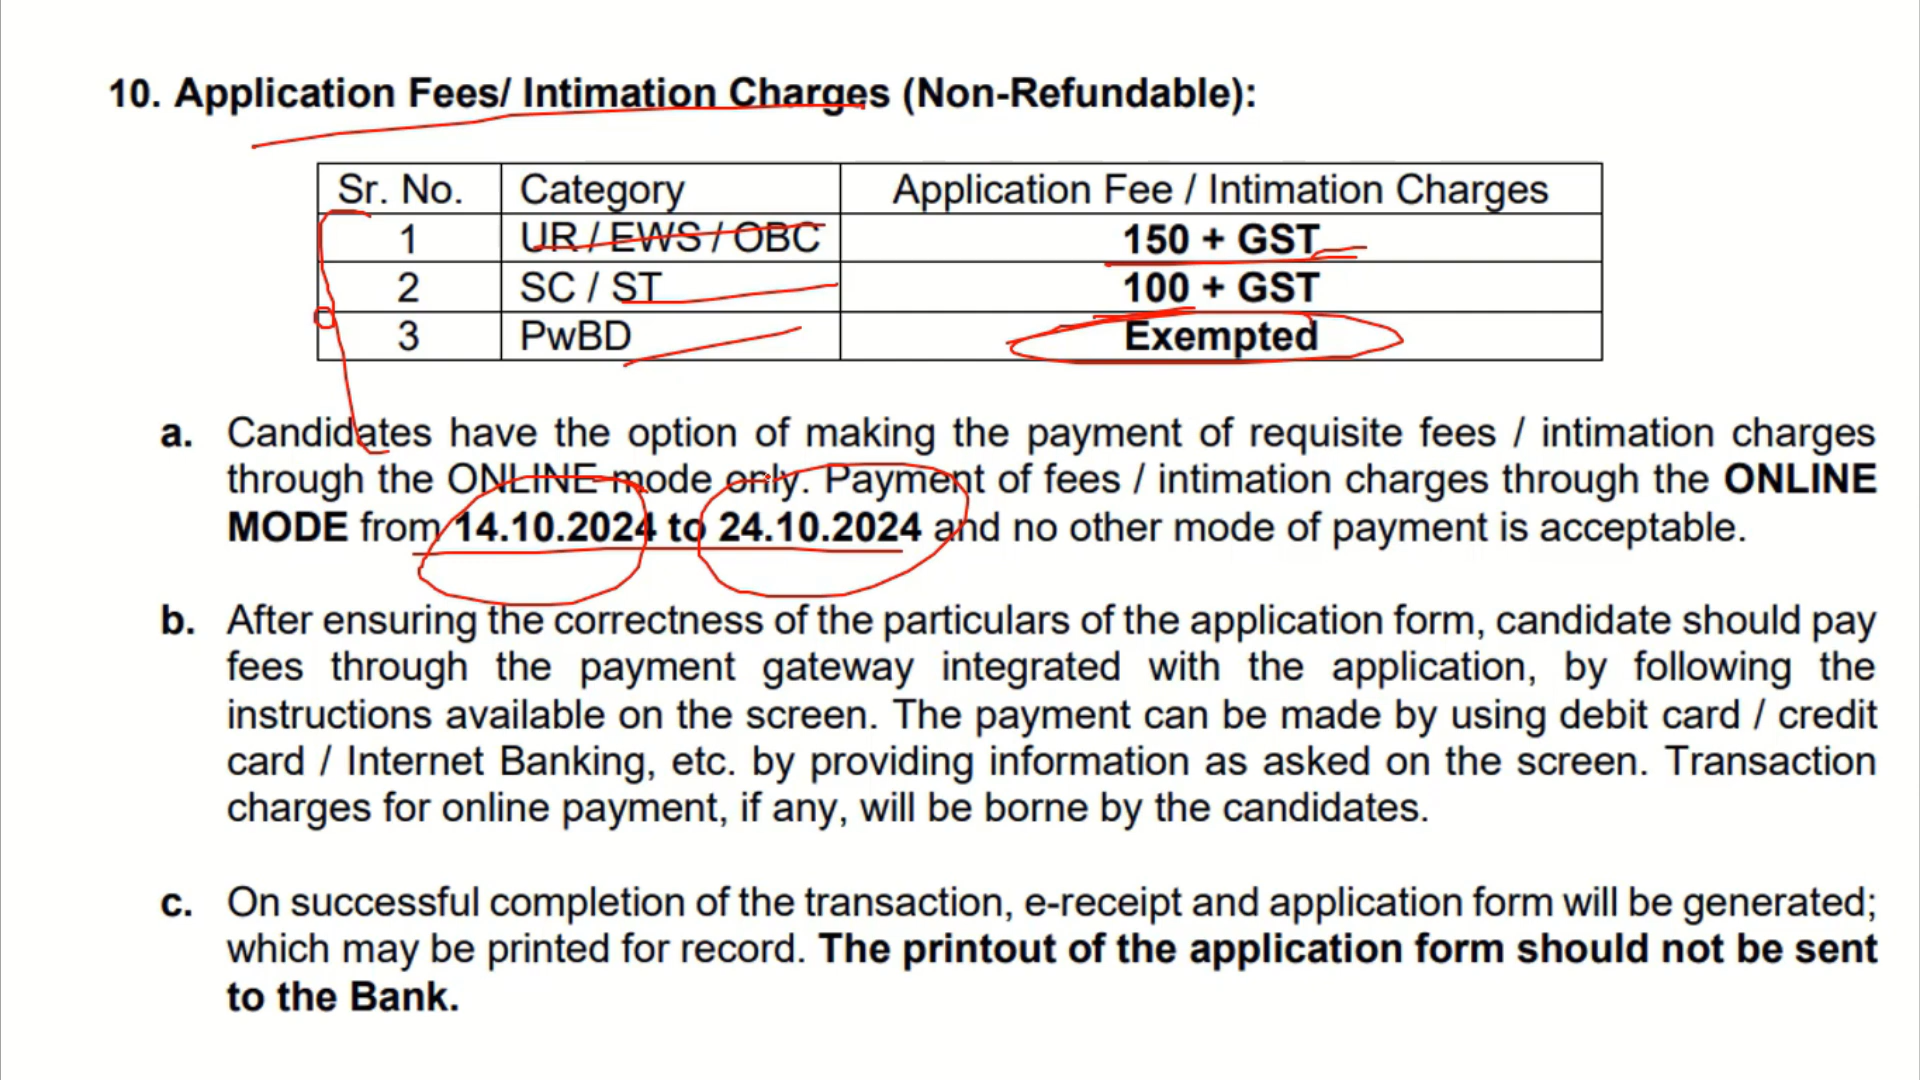 10. Application Fees/ Intimation Charges (Non-Refundable):
Sr. No. Category Application Fee / Intimation Charges
1 UR / EWS / OBC 150 + GST
2 SC / ST 100 + GST
3 PwBD Exempted
a. Candidates have the option of making the payment of requisite fees / intimation charges
through the ONLINE mode only. Payment of fees / intimation charges through the ONLINE
MODE from 14.10.2024 to 24.10.2024 and no other mode of payment is acceptable.
b. After ensuring the correctness of the particulars of the application form, candidate should pay
fees through the payment gateway integrated with the application, by following the
instructions available on the screen. The payment can be made by using debit card / credit
card / Internet Banking, etc. by providing information as asked on the screen. Transaction
charges for online payment, if any, will be borne by the candidates.
c. On successful completion of the transaction, e-receipt and application form will be generated;
which may be printed for record. The printout of the application form should not be sent
to the Bank.